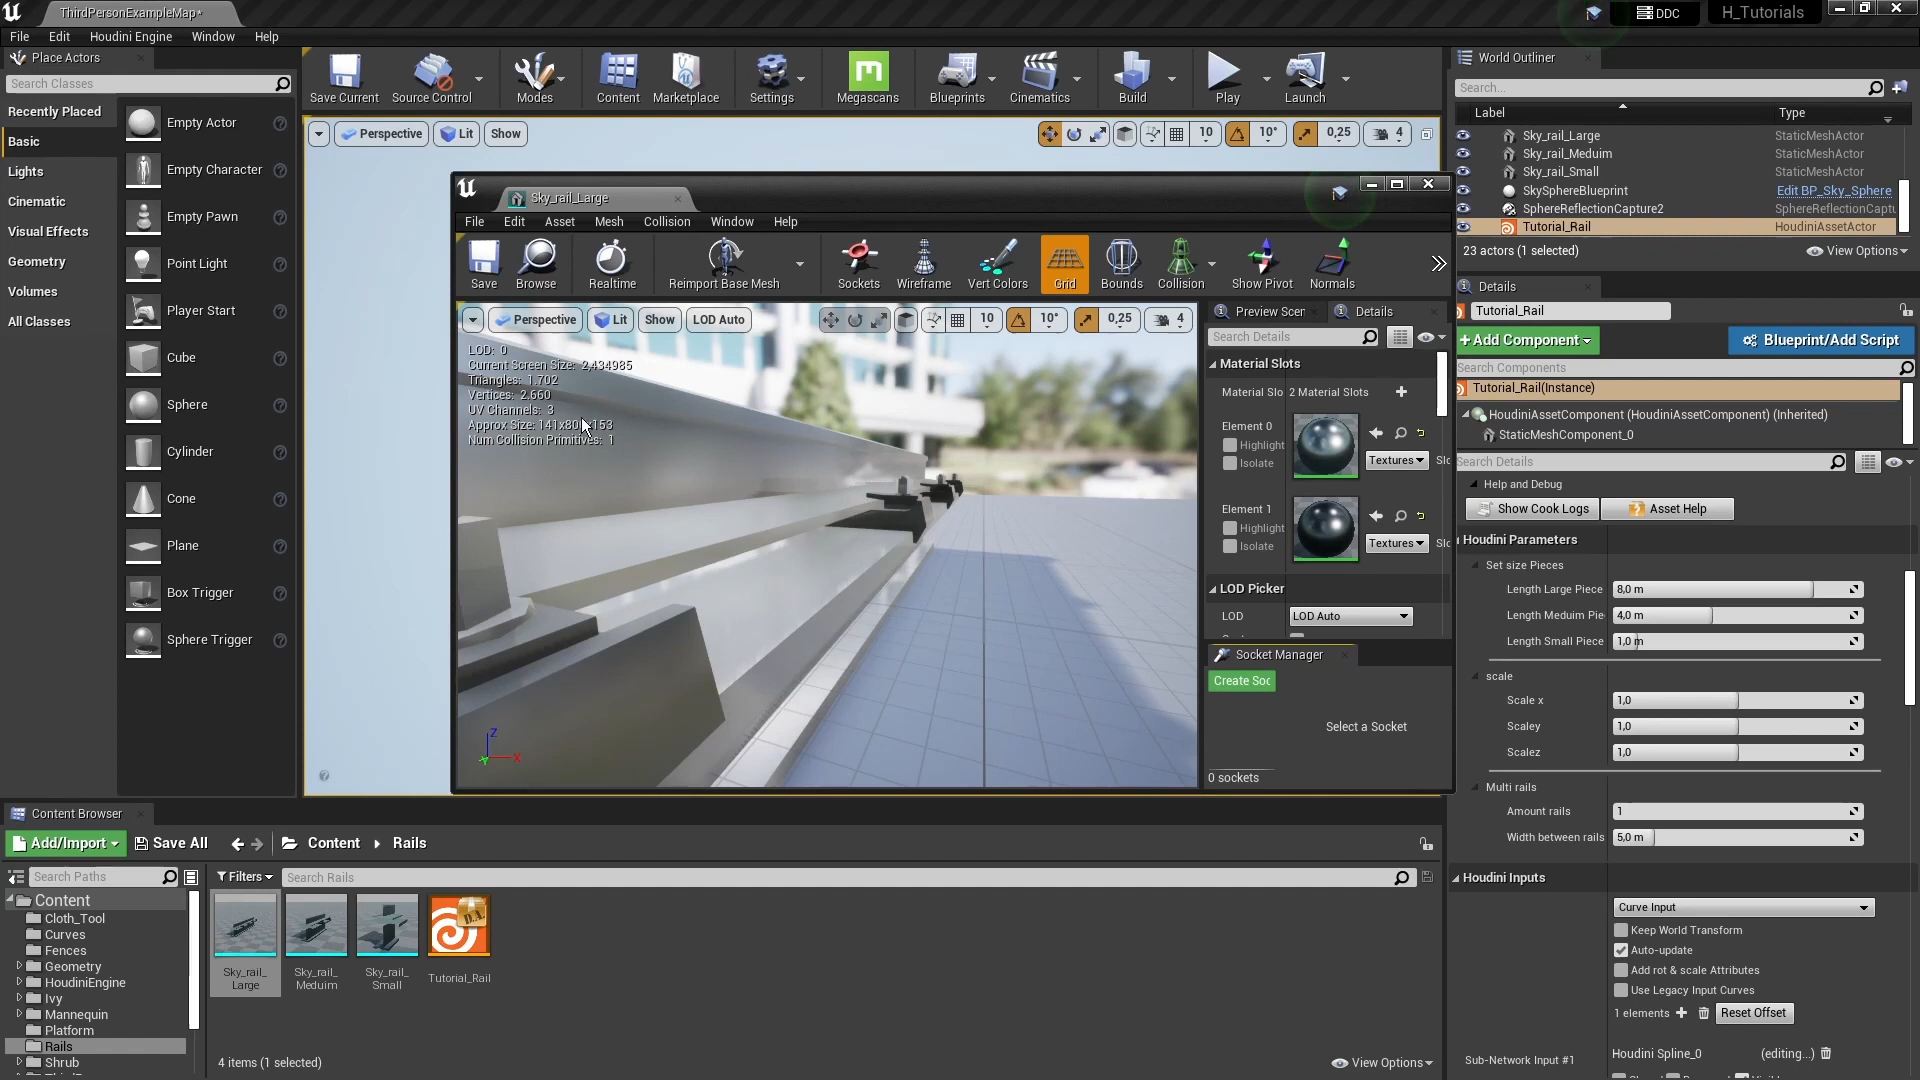 ThirdPersonExampleMap*
DDC
H_Tutorials
File Edit Houdini Engine Window Help
Place Actors
Search Classes
Recently Placed
Basic
Lights
Cinematic
Visual Effects
Geometry
Volumes
All Classes
Empty Actor
Empty Character
Empty Pawn
Point Light
Player Start
Cube
Sphere
Cylinder
Cone
Plane
Box Trigger
Sphere Trigger
Save Current Source Control Modes Content Marketplace Settings Megascans Blueprints Cinematics Build Play Launch
Perspective Lit Show
10 10° 0,25 4
Sky_rail_Large
File Edit Asset Mesh Collision Window Help
Save Browse Realtime Reimport Base Mesh Sockets Wireframe Vert Colors Grid Bounds Collision Show Pivot Normals
Perspective Lit Show LOD Auto
10 10° 0,25 4
LOD: 0
Current Screen Size: 2,434985
Triangles: 1.702
Vertices: 2.660
UV Channels: 3
Num Collision Primitives: 1
Z
X
Details
Search Details
Material Slots
Material Slo 2 Material Slots
Element 0
Highlight
Isolate
Textures
Element 1
Highlight
Isolate
Textures
LOD Picker
LOD LOD Auto
Socket Manager
Create Soc
Select a Socket
0 sockets
World Outliner
Search...
Label Type
Sky_rail_Large StaticMeshActor
Sky_rail_Meduim StaticMeshActor
Sky_rail_Small StaticMeshActor
SkySphereBlueprint Edit BP_Sky_Sphere
SphereReflectionCapture2 SphereReflectionCaptu
Tutorial_Rail HoudiniAssetActor
23 actors (1 selected) View Options
Details
Tutorial_Rail
+Add Component Blueprint/Add Script
Search Components
Tutorial_Rail(Instance)
HoudiniAssetComponent (HoudiniAssetComponent) (Inherited)
StaticMeshComponent_0
Search Details
Help and Debug
Show Cook Logs Asset Help
Houdini Parameters
Set size Pieces
Length Large Piece 8,0 m
Length Meduim Pie 4,0 m
Length Small Piece 1,0 m
scale
Scale x 1,0
Scaley 1,0
Scalez 1,0
Multi rails
Amount rails 1
Width between rails 5,0 m
Houdini Inputs
Curve Input
Keep World Transform
Auto-update
Add rot & scale Attributes
Use Legacy Input Curves
1 elements Reset Offset
Sub-Network Input #1 Houdini Spline_0 (editing...)
Content Browser
Add/Import Save All Content Rails
Search Paths
Filters Search Rails
Content
Cloth_Tool
Curves
Fences
Geometry
HoudiniEngine
Ivy
Mannequin
Platform
Rails
Shrub
Sky_rail_
Large
Sky_rail_
Meduim
Sky_rail_
Small
Tutorial_Rail
4 items (1 selected) View Options